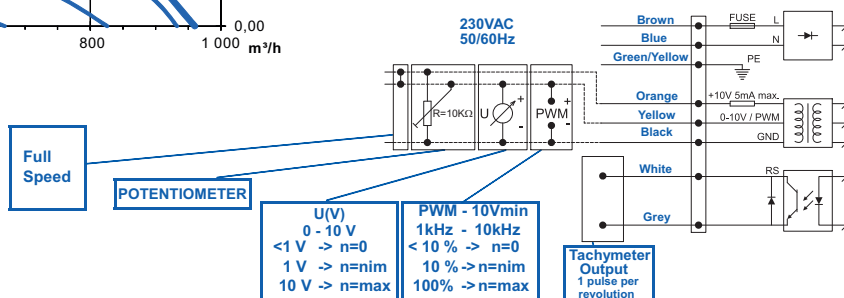 0,00
800
1 000
m³/h
230VAC
50/60Hz
Brown
Blue
Green/Yellow
Orange
Yellow
Black
White
Grey
FUSE
L
N
PE
+10V 5mA max.
0-10V / PWM
GND
RS
R=10KΩ
U
+
-
PWM
+
-
Full
Speed
POTENTIOMETER
U(V)
0 - 10 V
<1 V -> n=0
1 V -> n=nim
10 V -> n=max
PWM - 10Vmin
1kHz - 10kHz
< 10 % -> n=0
10 % -> n=nim
100% -> n=max
Tachymeter
Output
1 pulse per
revolution